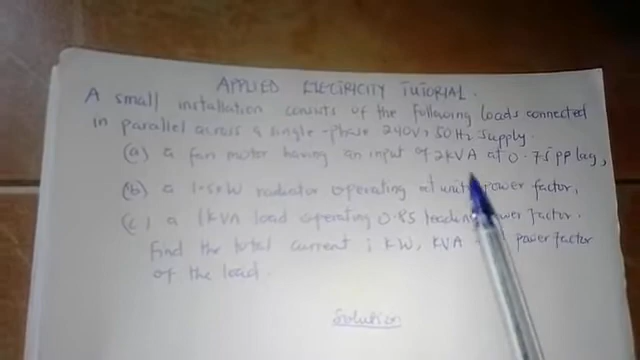 APPLIED ELECTRICITY TUTORIAL.
A small installation consists of the following loads connected
in parallel across a single-phase 240V, 50Hz supply.
(a) a fan motor having an input of 2kVA at 0.75 pp lag,
(b) a 1.5kW radiator operating at unity power factor,
(c) a 1kVA load operating 0.85 leading power factor.
Find the total current; kW, kVA power factor
of the load.
Solution